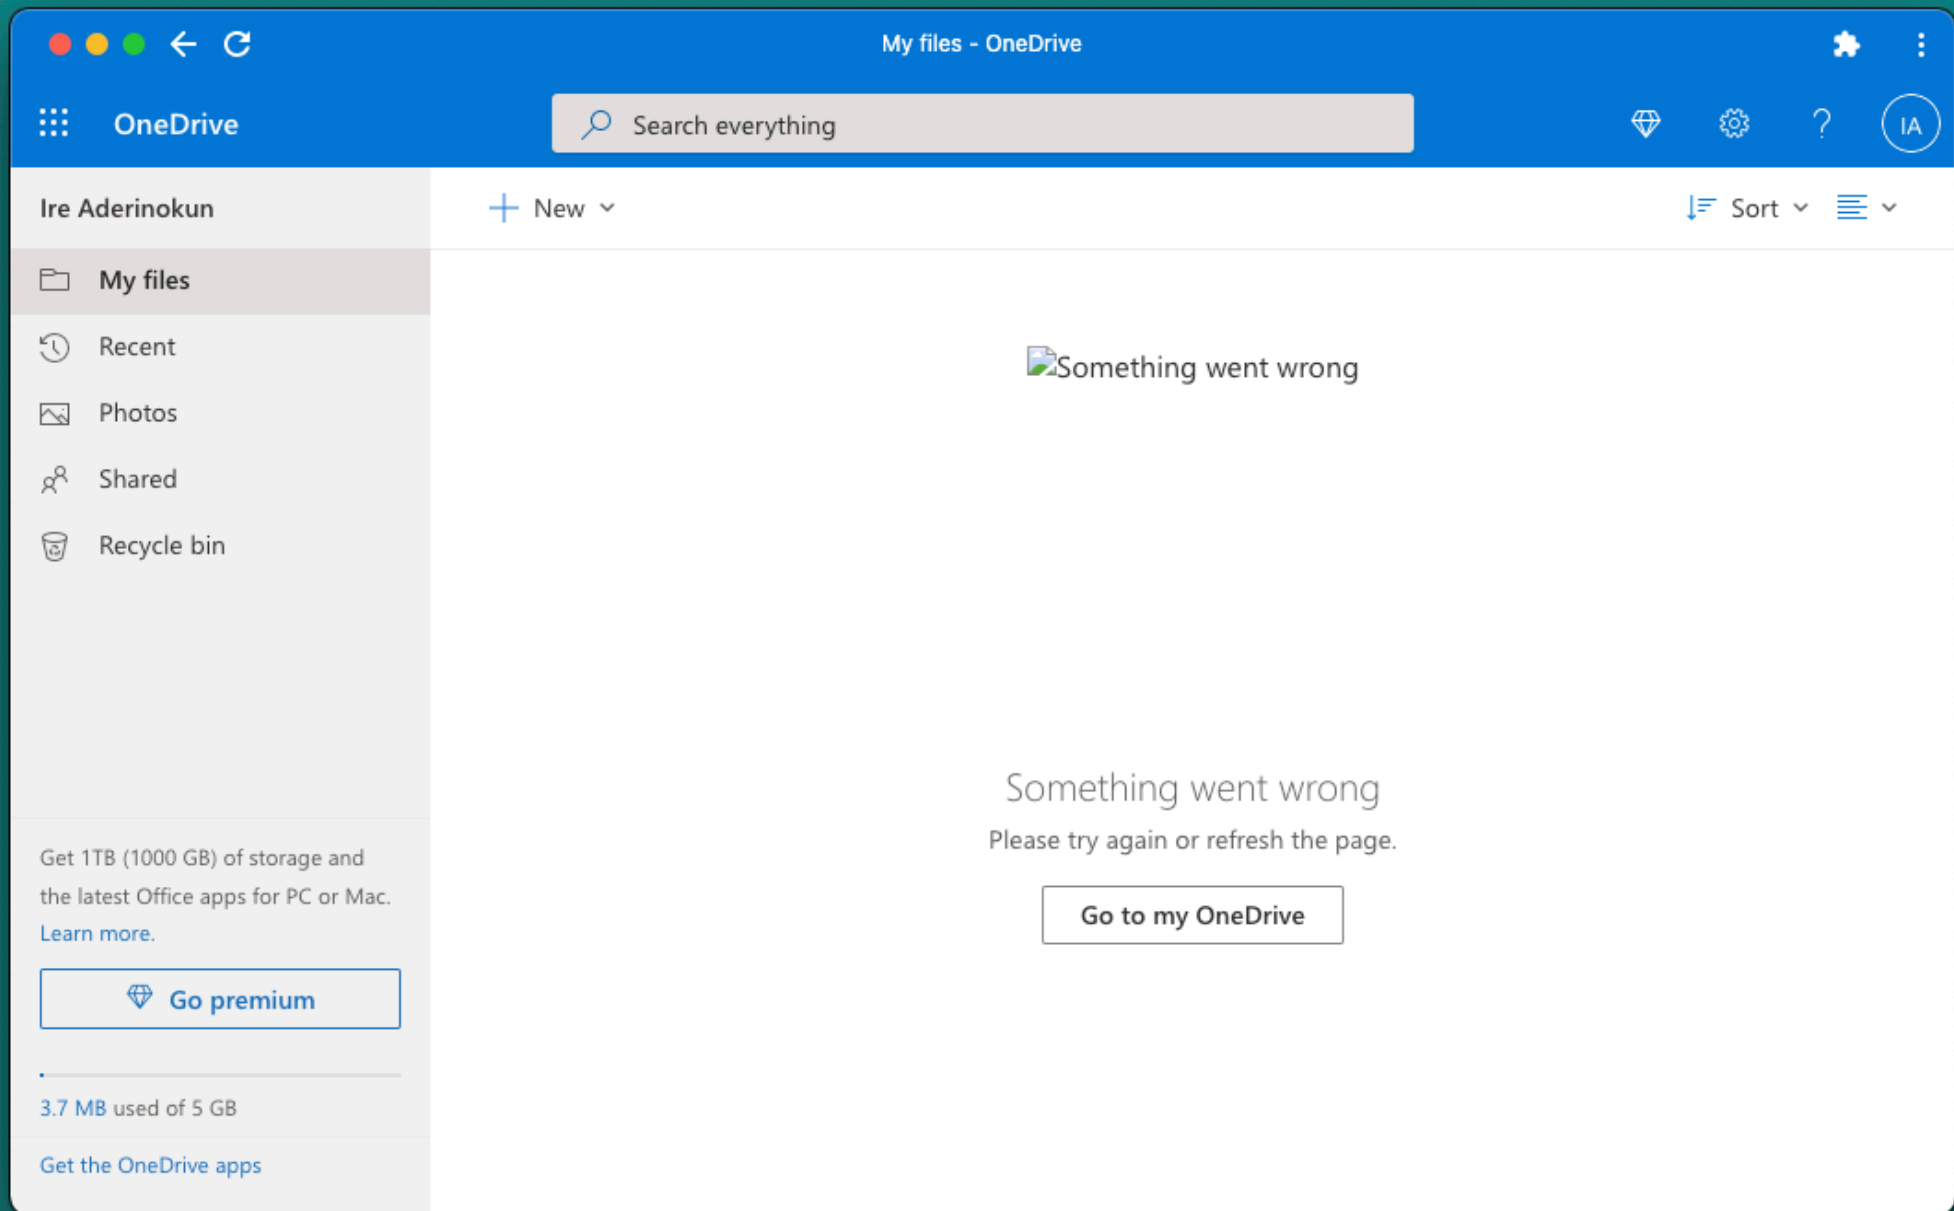 My files - OneDrive
OneDrive
Search everything
IA
Ire Aderinokun
New
Sort
My files
Recent
Photos
Shared
Recycle bin
Something went wrong
Something went wrong
Please try again or refresh the page.
Go to my OneDrive
Get 1TB (1000 GB) of storage and
the latest Office apps for PC or Mac.
Learn more.
Go premium
3.7 MB used of 5 GB
Get the OneDrive apps